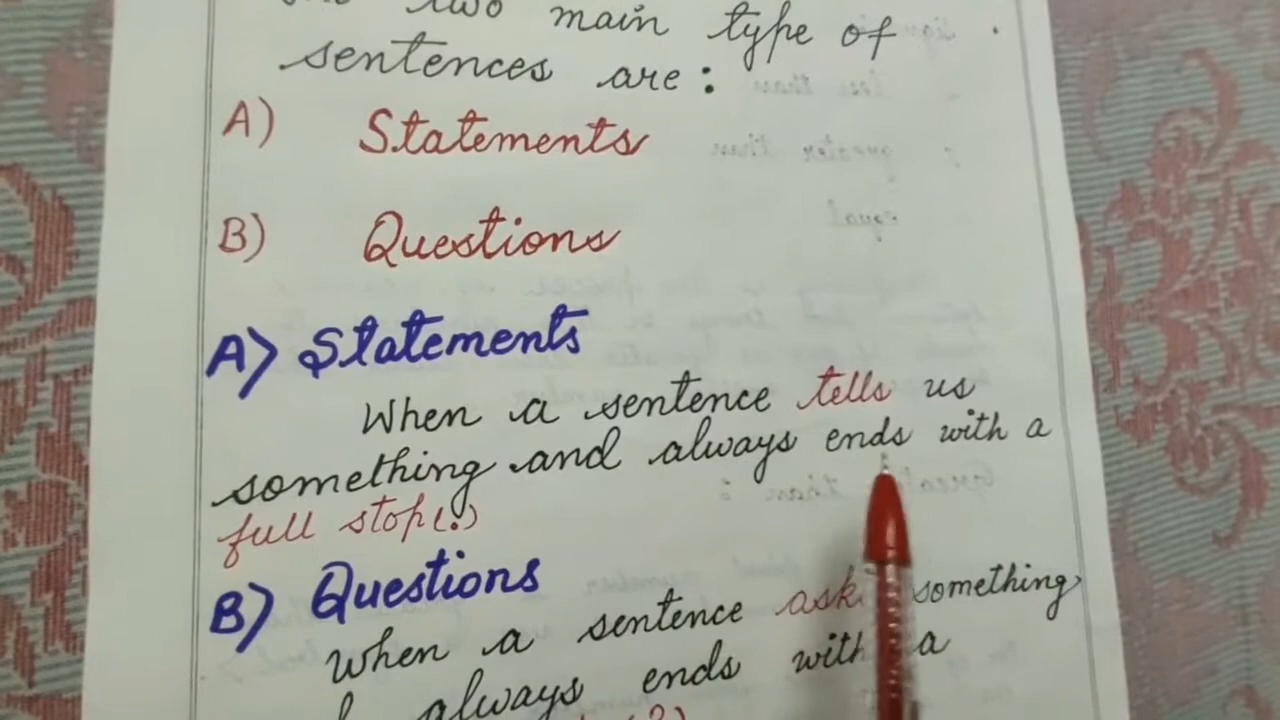 two main type of
sentences are:
A) Statements
B) Questions
A> Statements
When a sentence tells us
something and always ends with a
full stop(.)
B> Questions
When a sentence ask something
always ends with a
(?)